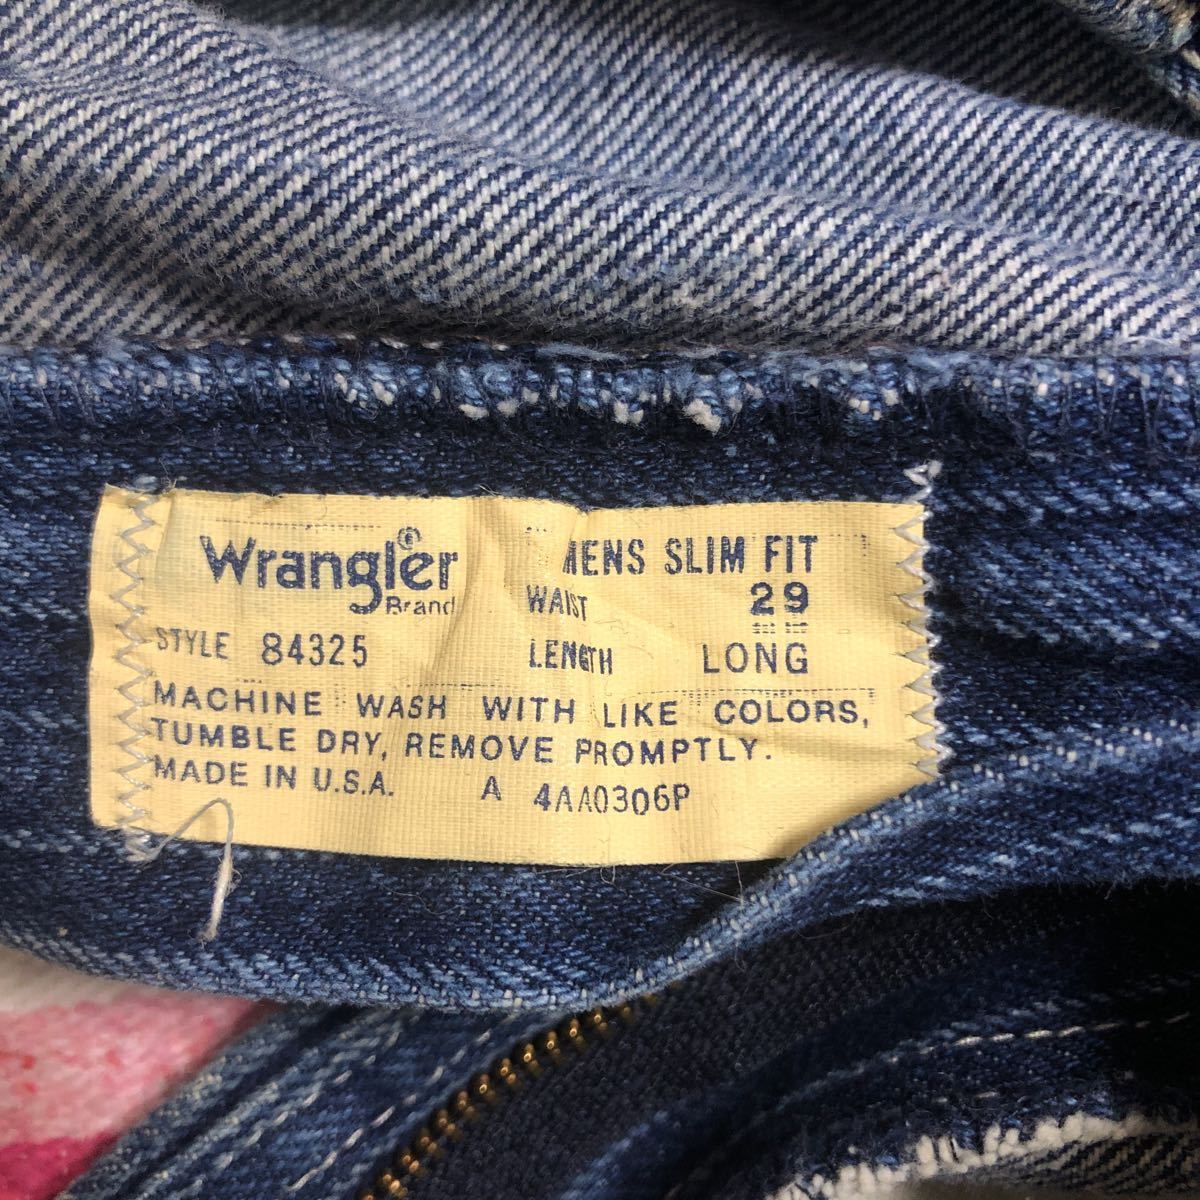 Wrangler®
Brand
STYLE 84325
MENS SLIM FIT
WAIST 29
LENGTH LONG
MACHINE WASH WITH LIKE COLORS,
TUMBLE DRY, REMOVE PROMPTLY.
MADE IN U.S.A. A 4AA0306P